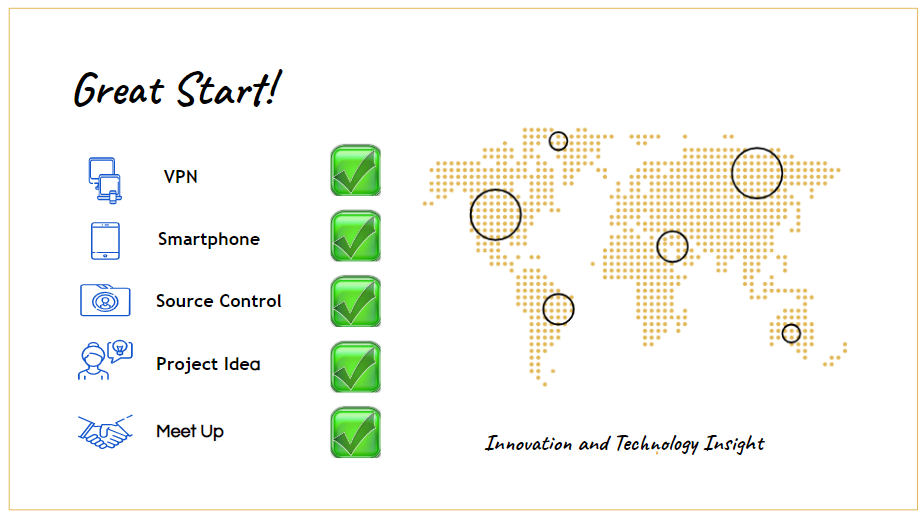 Great Start!
VPN
Smartphone
Source Control
Project Idea
Meet Up
Innovation and Technology Insight